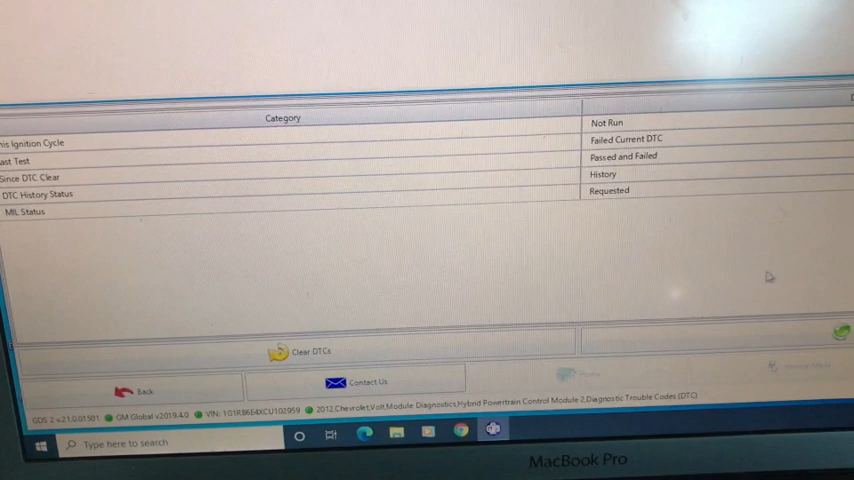 Category
his Ignition Cycle
Not Run
ast Test
Failed Current DTC
Since DTC Clear
Passed and Failed
DTC History Status
History
MIL Status
Requested
Clear DTCs
Back
Contact Us
Home
GDS 2 v.21.0.01501 GM Global v2019.4.0 VIN: 1G1RB6E4XCU102959 2012,Chevrolet,Volt,Module Diagnostics,Hybrid Powertrain Control Module 2,Diagnostic Trouble Codes (DTC)
Type here to search
MacBook Pro